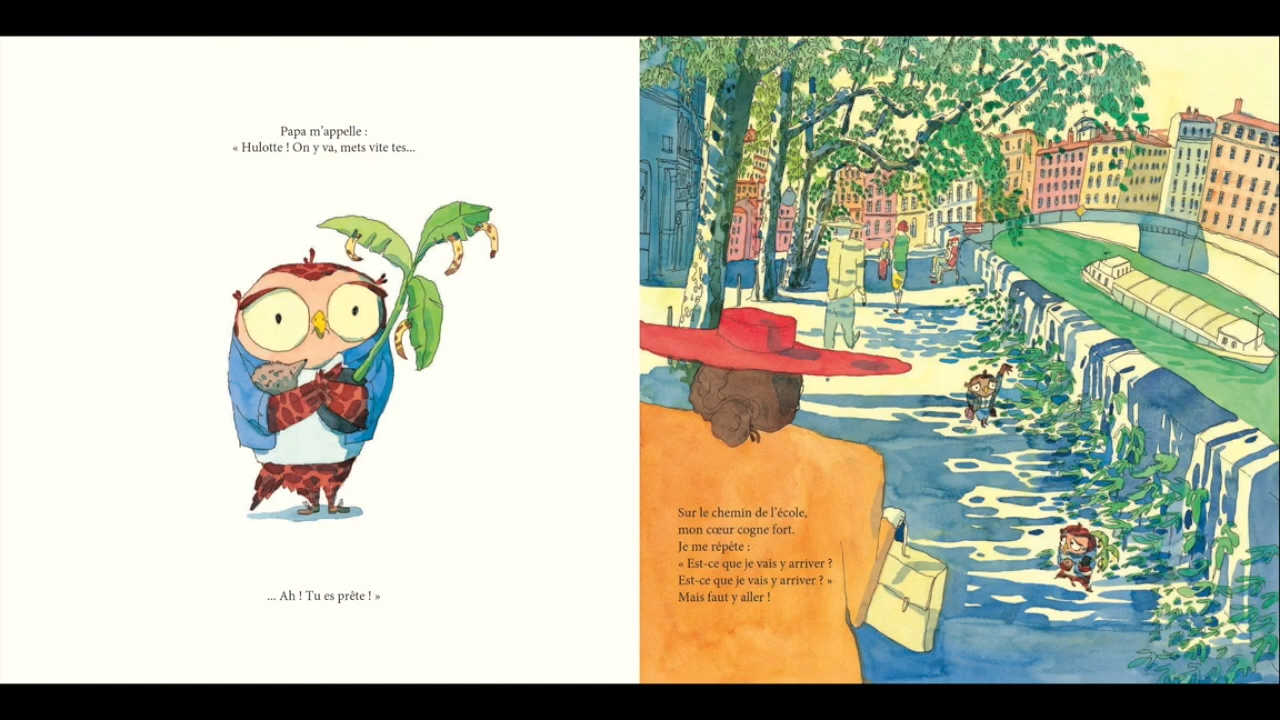 Papa m’appelle :
« Hulotte ! On y va, mets vite tes...
... Ah ! Tu es prête ! »
Sur le chemin de l’école,
mon cœur cogne fort.
Je me répète :
« Est-ce que je vais y arriver ?
Est-ce que je vais y arriver ? »
Mais faut y aller !